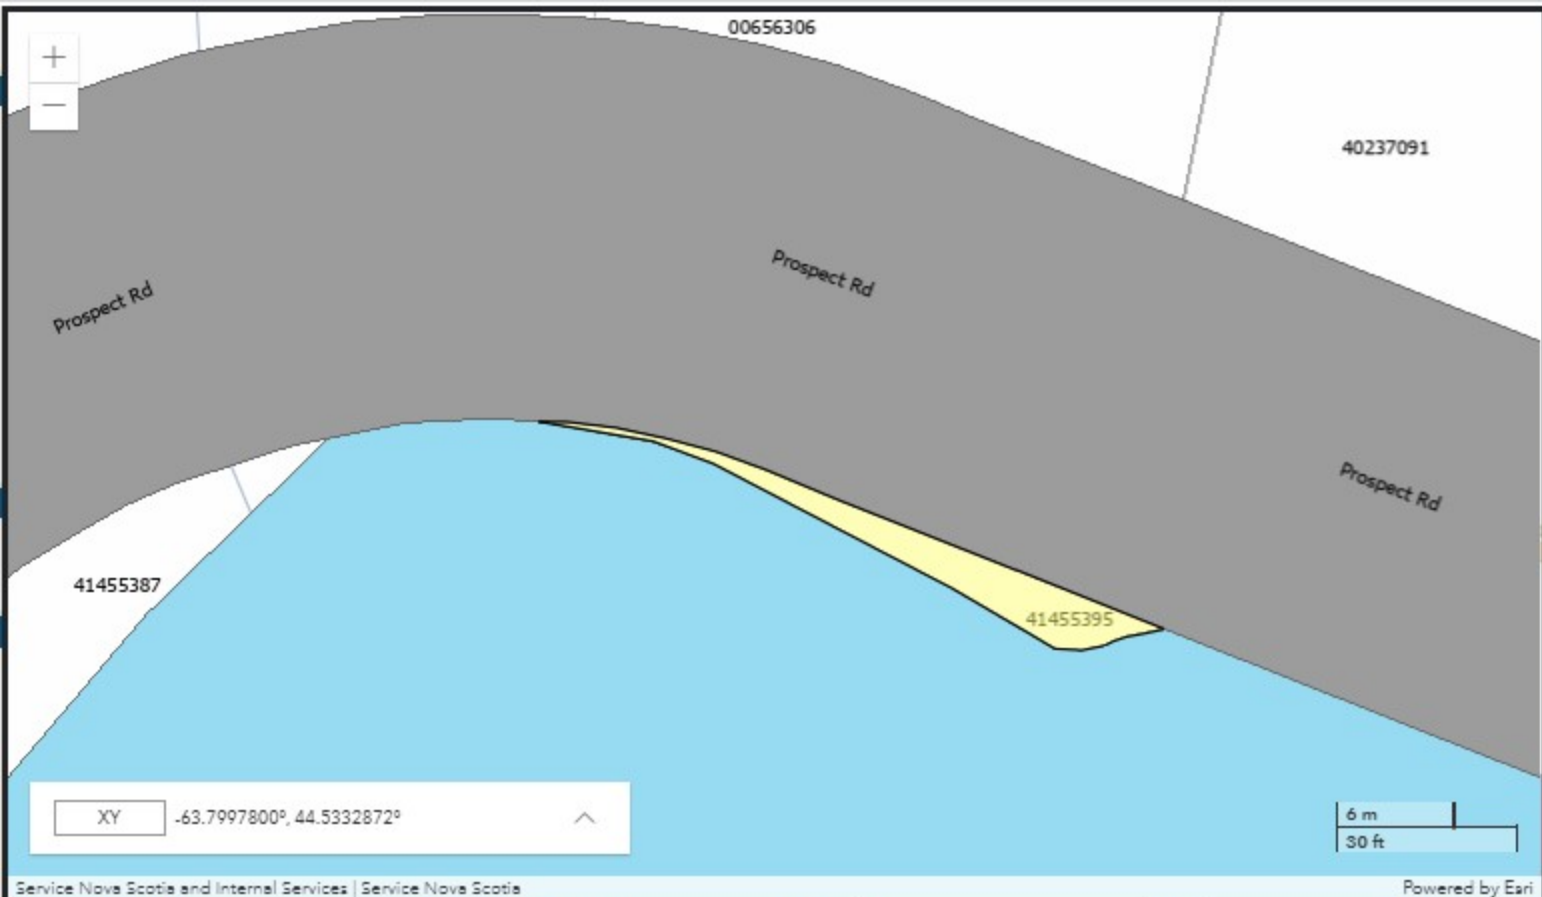 00656306
40237091
Prospect Rd
Prospect Rd
Prospect Rd
41455387
41455395
XY -63.7997800°, 44.5332872°
6 m
30 ft
Service Nova Scotia and Internal Services | Service Nova Scotia
Powered by Esri